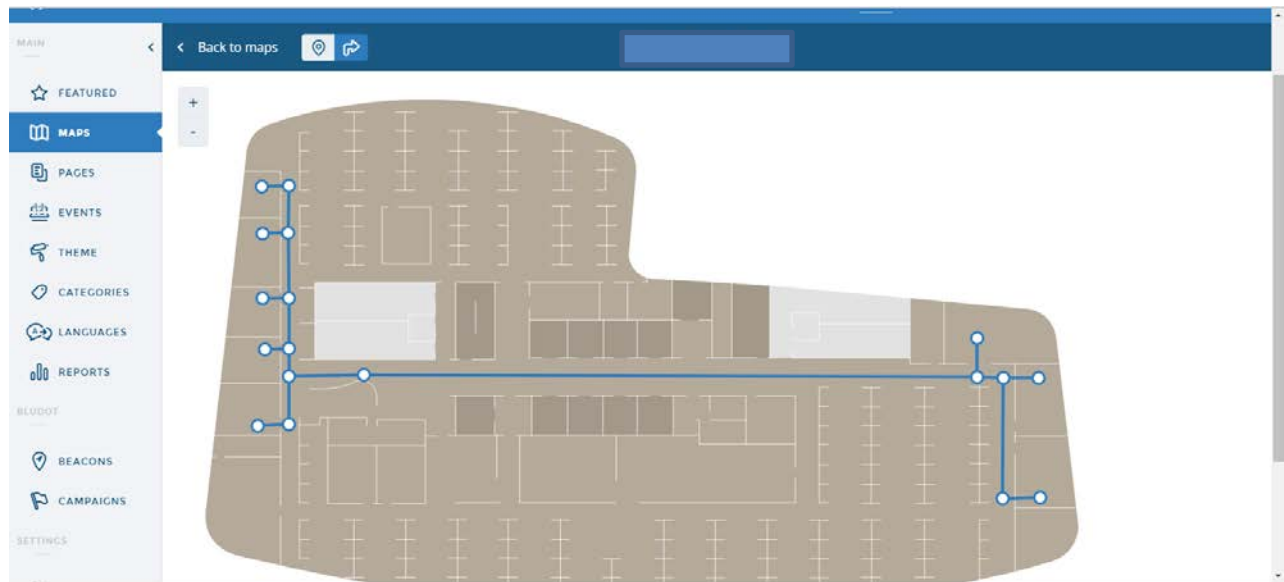 MAIN
Back to maps
+
-
FEATURED
MAPS
PAGES
EVENTS
THEME
CATEGORIES
LANGUAGES
REPORTS
BLUDOT
BEACONS
CAMPAIGNS
SETTINGS